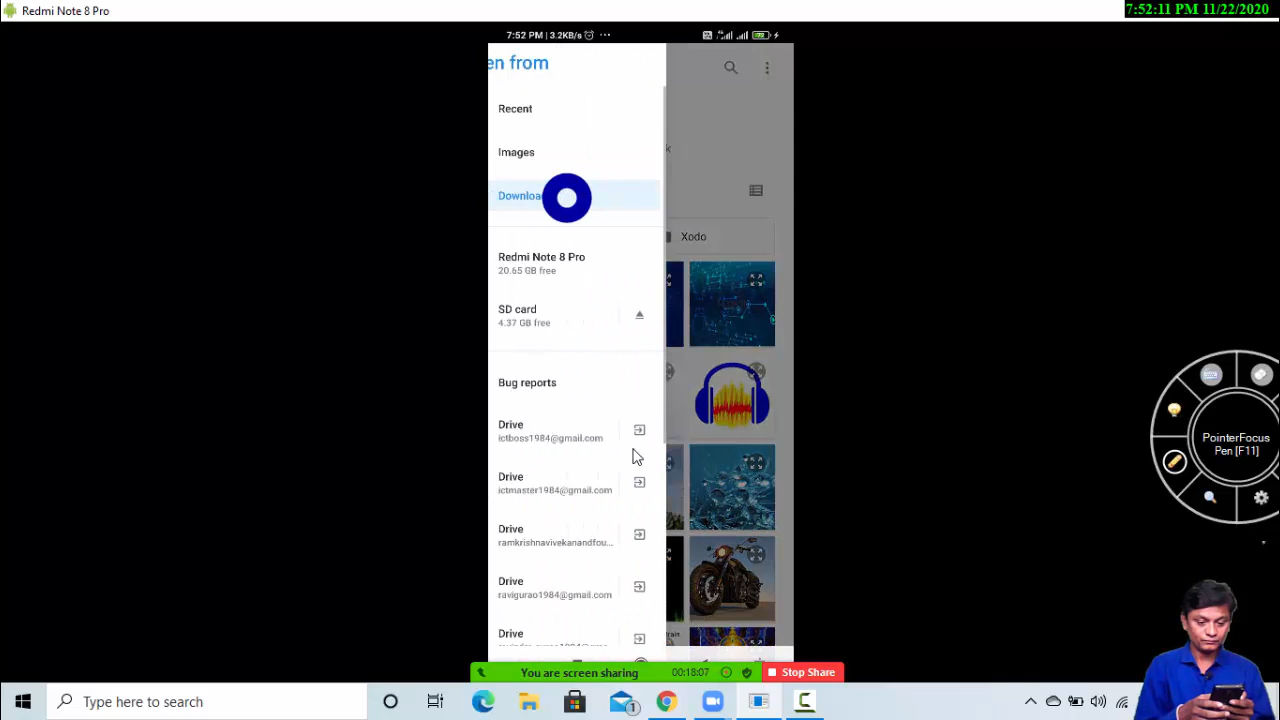 Redmi Note 8 Pro
7:52:11 PM 11/22/2020
7:52 PM | 3.2KB/s
en from
Recent
Images
Downloa
k
Xodo
Redmi Note 8 Pro
20.65 GB free
SD card
4.37 GB free
Bug reports
Drive
ictboss1984@gmail.com
Drive
ictmaster1984@gmail.com
Drive
ramkrishnavivekanandfou...
Drive
ravigurao1984@gmail.com
Drive
PointerFocus
Pen [F11]
You are screen sharing
00:18:07
Stop Share
Type here to search
1